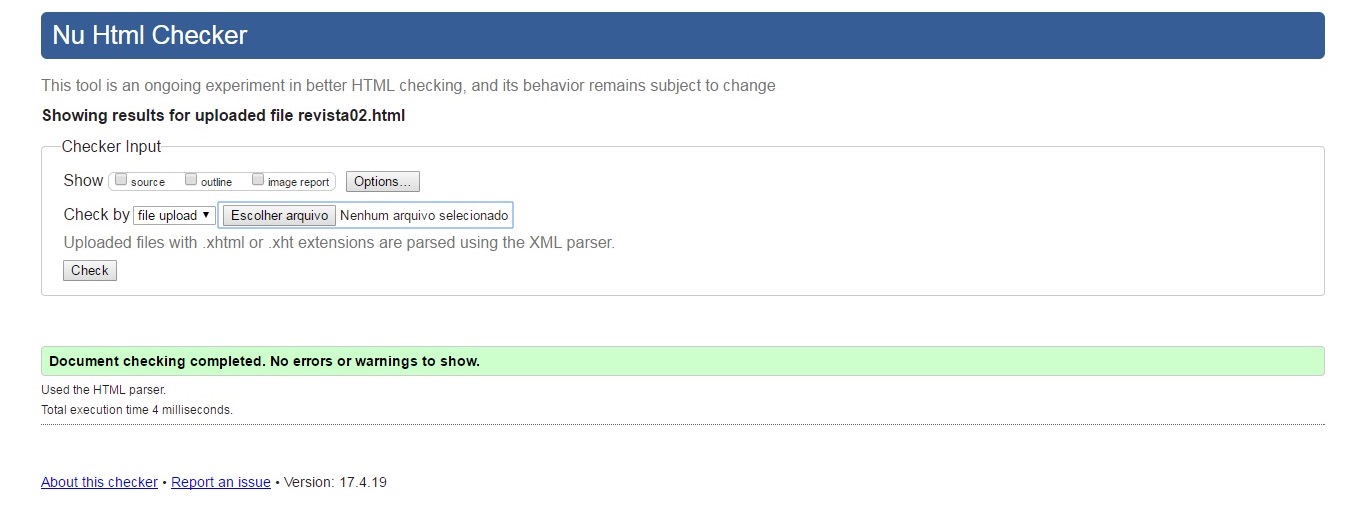 Nu Html Checker
This tool is an ongoing experiment in better HTML checking, and its behavior remains subject to change
Showing results for uploaded file revista02.html
Checker Input
Show source outline image report Options...
Check by file upload Escolher arquivo Nenhum arquivo selecionado
Uploaded files with .xhtml or .xht extensions are parsed using the XML parser.
Check
Document checking completed. No errors or warnings to show.
Used the HTML parser.
Total execution time 4 milliseconds.
About this checker • Report an issue • Version: 17.4.19